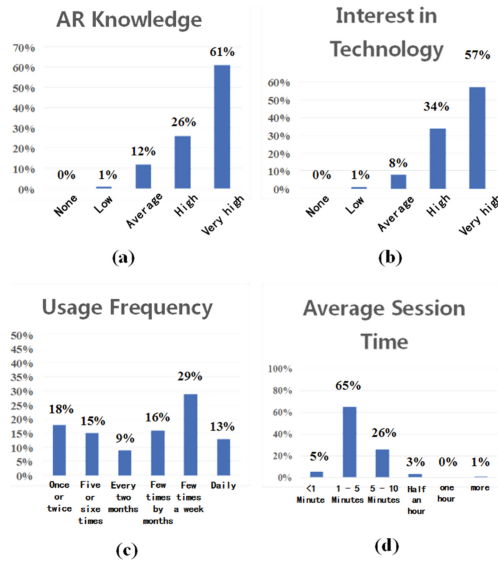 AR Knowledge
70%
60%
50%
40%
30%
20%
10%
0%
0%
1%
12%
26%
61%
None
Low
Average
High
Very high
(a)
Interest in
Technology
60%
50%
40%
30%
20%
10%
0%
0%
1%
8%
34%
57%
None
Low
Average
High
Very high
(b)
Usage Frequency
50%
45%
40%
35%
30%
25%
20%
15%
10%
5%
0%
18%
15%
9%
16%
29%
13%
Once
or
twice
Five
or
sixe
times
Every
two
months
Few
times
by
months
Few
times
a week
Daily
(c)
Average Session
Time
100%
80%
60%
40%
20%
0%
5%
65%
26%
3%
0%
1%
<1
Minute
1 - 5
Minutes
5 - 10
Minutes
Half
an
hour
one
hour
more
(d)